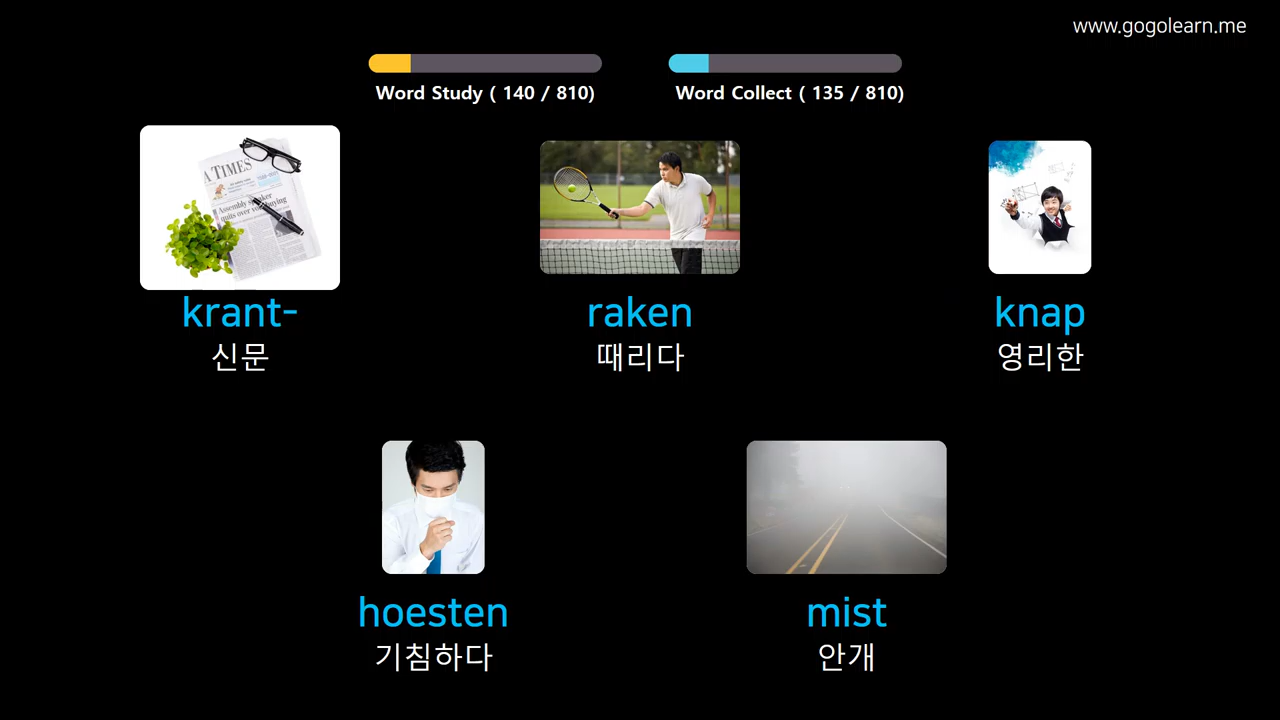 www.gogolearn.me
Word Study ( 140 / 810)
Word Collect ( 135 / 810)
A TIMES
krant-
신문
raken
때리다
knap
영리한
hoesten
기침하다
mist
안개